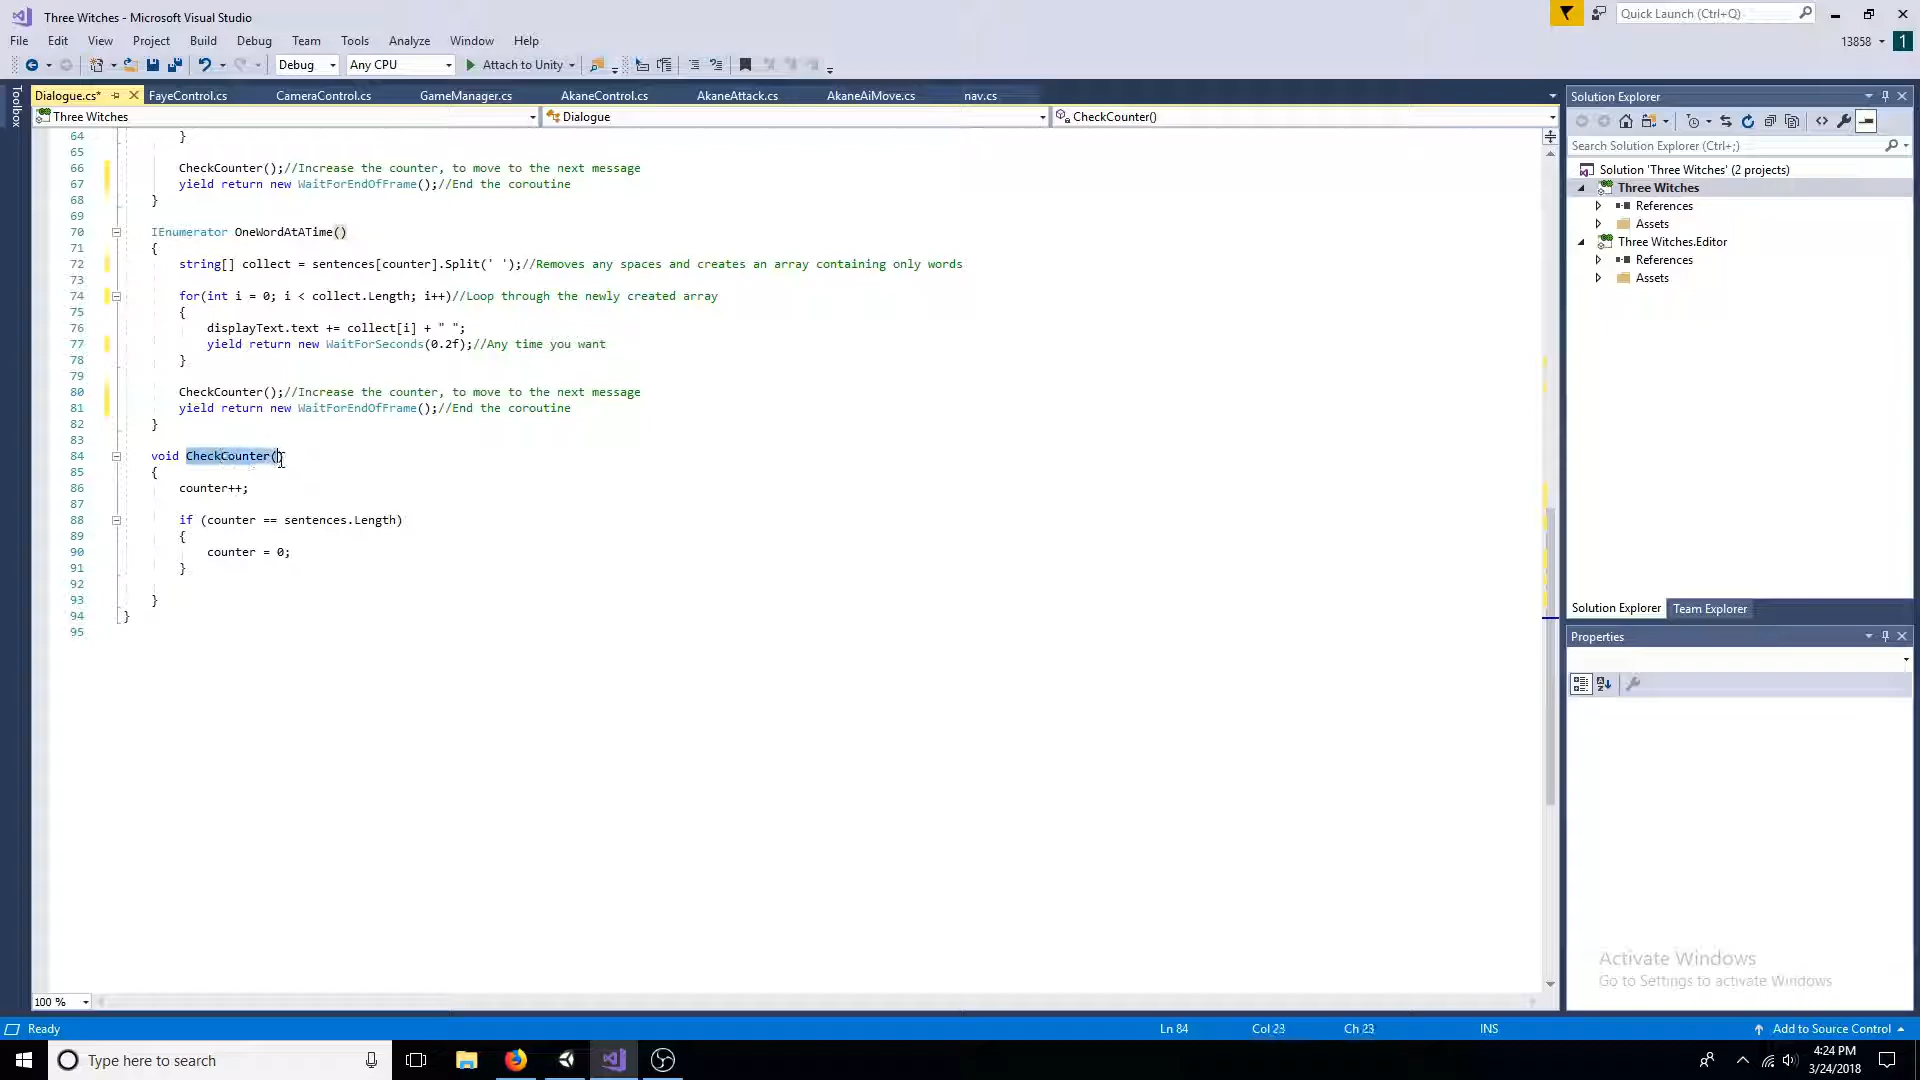 Three Witches - Microsoft Visual Studio
Quick Launch (Ctrl+Q)
File Edit View Project Build Debug Team Tools Analyze Window Help
13858
1
Debug Any CPU Attach to Unity
Toolbox
Dialogue.cs* FayeControl.cs CameraControl.cs GameManager.cs AkaneControl.cs AkaneAttack.cs AkaneAiMove.cs nav.cs
Three Witches Dialogue CheckCounter()
64 }
65
66 CheckCounter();//Increase the counter, to move to the next message
67 yield return new WaitForEndOfFrame();//End the coroutine
68 }
69
70 IEnumerator OneWordAtATime()
71 {
72 string[] collect = sentences[counter].Split(' ');//Removes any spaces and creates an array containing only words
73
74 for(int i = 0; i < collect.Length; i++)//Loop through the newly created array
75 {
76 displayText.text += collect[i] + " ";
77 yield return new WaitForSeconds(0.2f);//Any time you want
78 }
79
80 CheckCounter();//Increase the counter, to move to the next message
81 yield return new WaitForEndOfFrame();//End the coroutine
82 }
83
84 void CheckCounter()
85 {
86 counter++;
87
88 if (counter == sentences.Length)
89 {
90 counter = 0;
91 }
92
93 }
94 }
95
100 %
Solution Explorer
Search Solution Explorer (Ctrl+;)
Solution 'Three Witches' (2 projects)
Three Witches
References
Assets
Three Witches.Editor
References
Assets
Solution Explorer Team Explorer
Properties
Activate Windows
Go to Settings to activate Windows
Ready Ln 84 Col 23 Ch 23 INS Add to Source Control
Type here to search
4:24 PM
3/24/2018